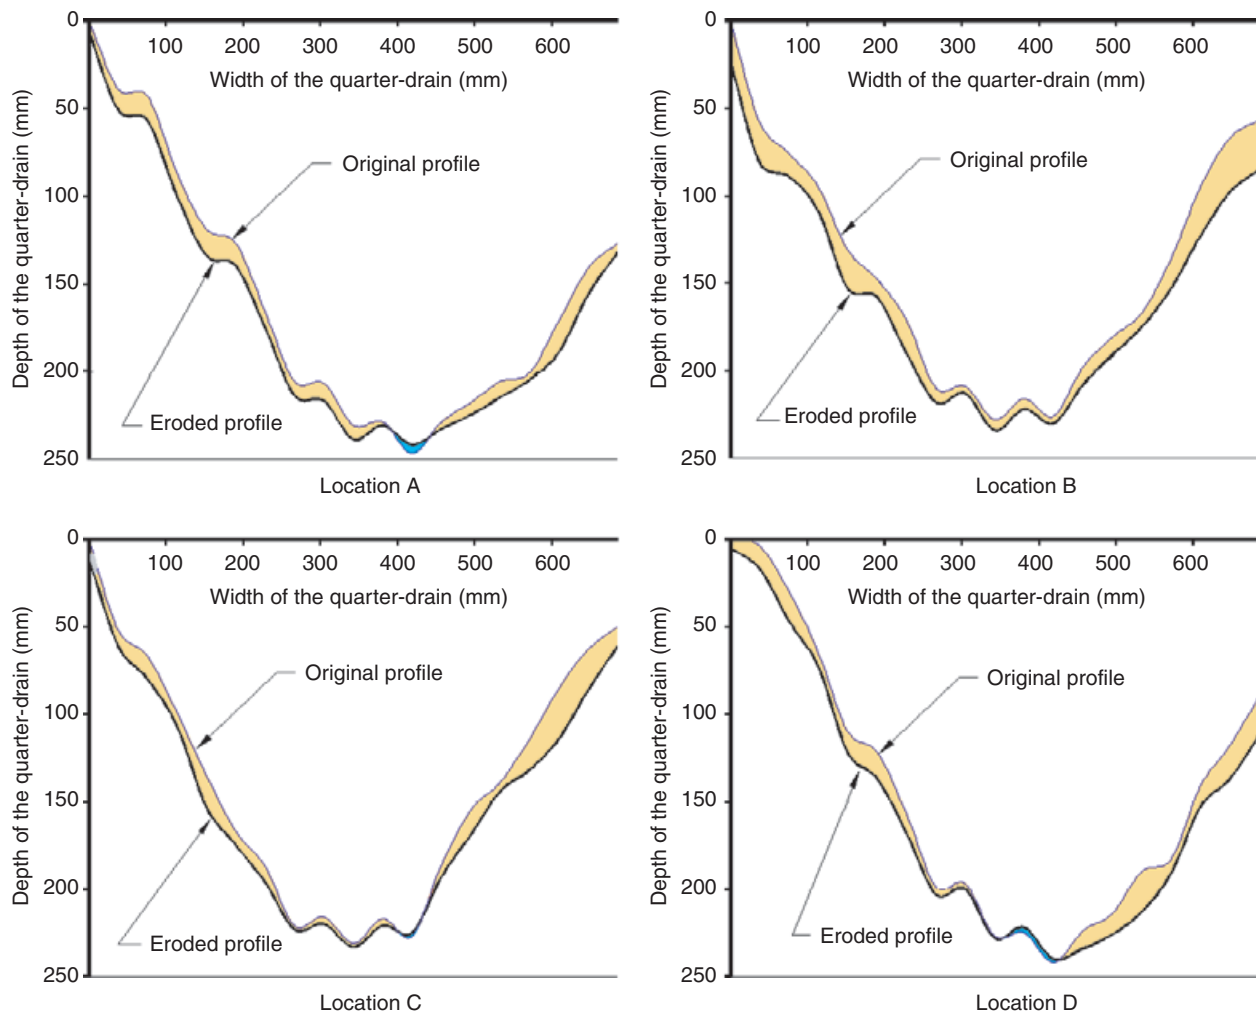 0
100 200 300 400 500 600
Width of the quarter-drain (mm)
Depth of the quarter-drain (mm)
50
100
150
200
250
Original profile
Eroded profile
Location A
0
100 200 300 400 500 600
Width of the quarter-drain (mm)
Depth of the quarter-drain (mm)
50
100
150
200
250
Original profile
Eroded profile
Location B
0
100 200 300 400 500 600
Width of the quarter-drain (mm)
Depth of the quarter-drain (mm)
50
100
150
200
250
Original profile
Eroded profile
Location C
0
100 200 300 400 500 600
Width of the quarter-drain (mm)
Depth of the quarter-drain (mm)
50
100
150
200
250
Original profile
Eroded profile
Location D